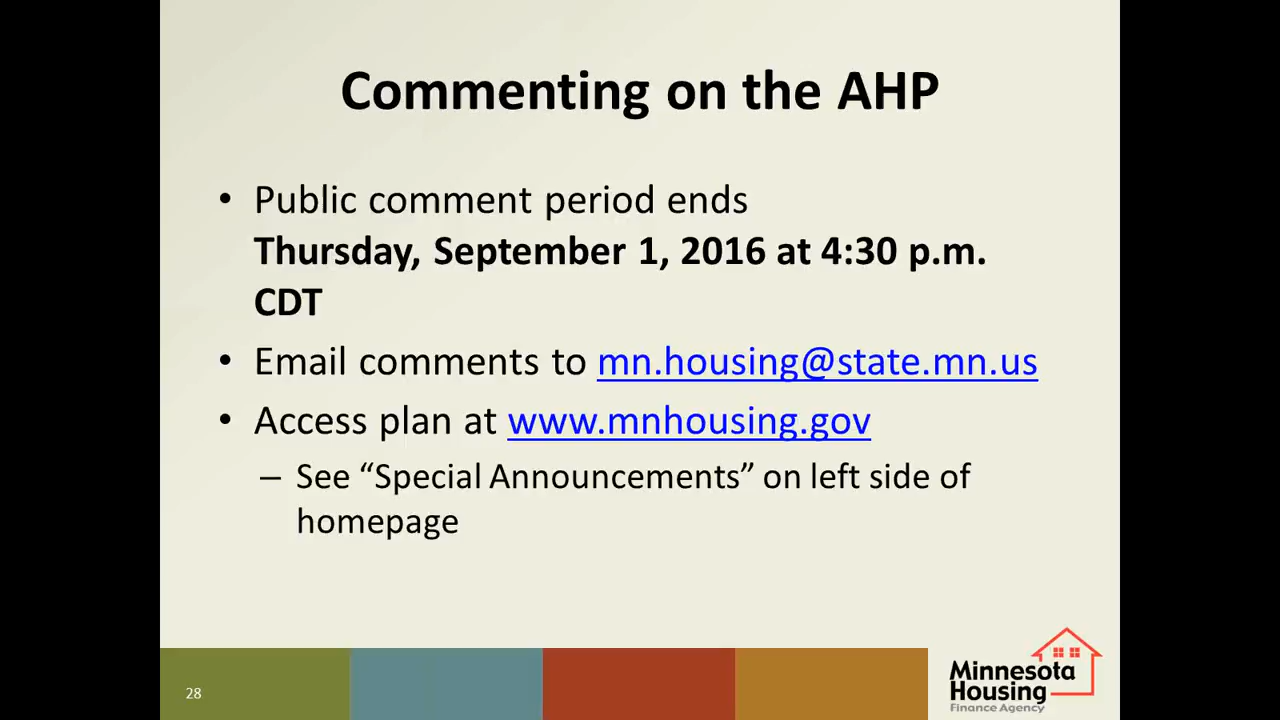 Commenting on the AHP
• Public comment period ends
Thursday, September 1, 2016 at 4:30 p.m.
CDT
• Email comments to mn.housing@state.mn.us
• Access plan at www.mnhousing.gov
– See “Special Announcements” on left side of
homepage
28
Minnesota
Housing
Finance Agency